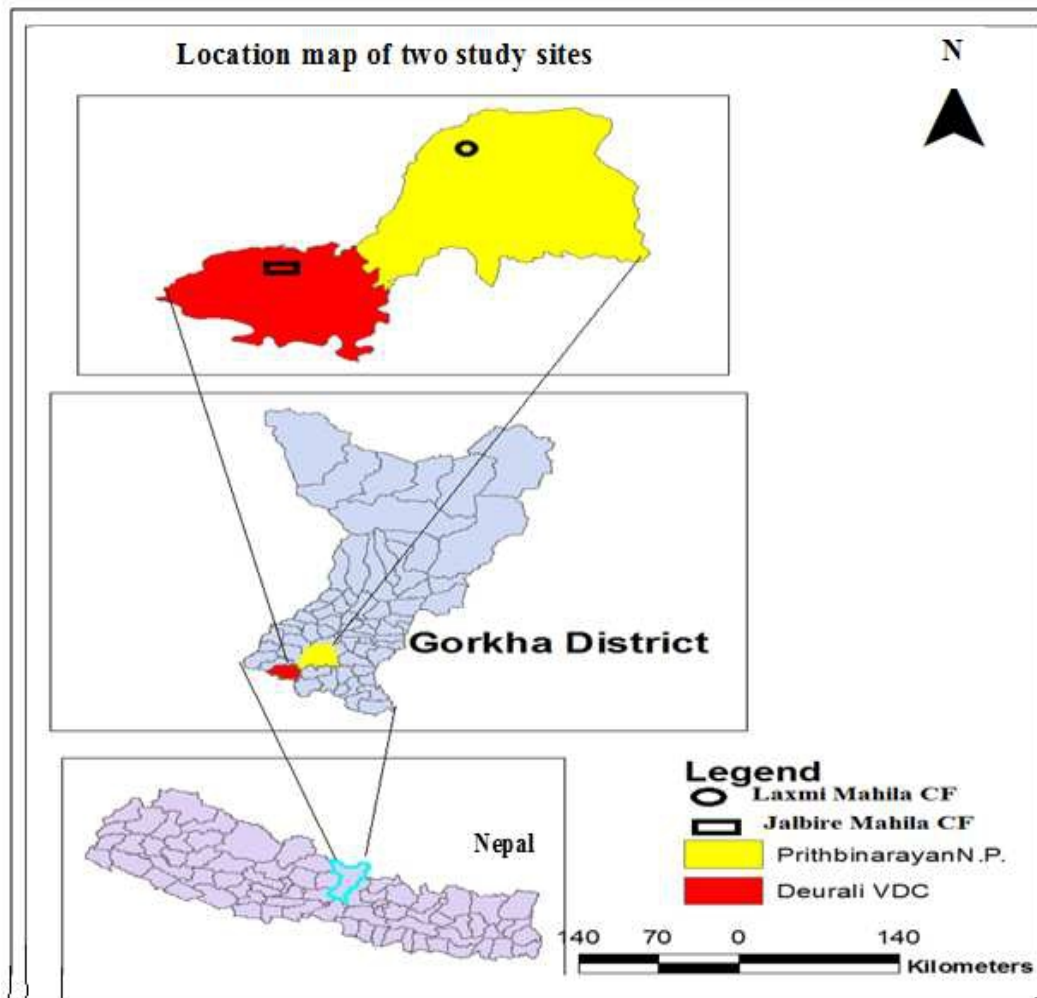 Location map of two study sites
N
Gorkha District
Nepal
Legend
Laxmi Mahila CF
Jalbire Mahila CF
PrithbinarayanN.P.
Deurali VDC
140 70 0 140
Kilometers